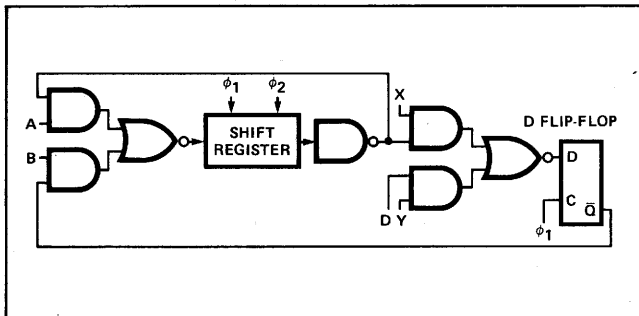 ϕ1 ϕ2
X
D FLIP-FLOP
A
SHIFT
REGISTER
D
B
C Q̅
D Y
ϕ1